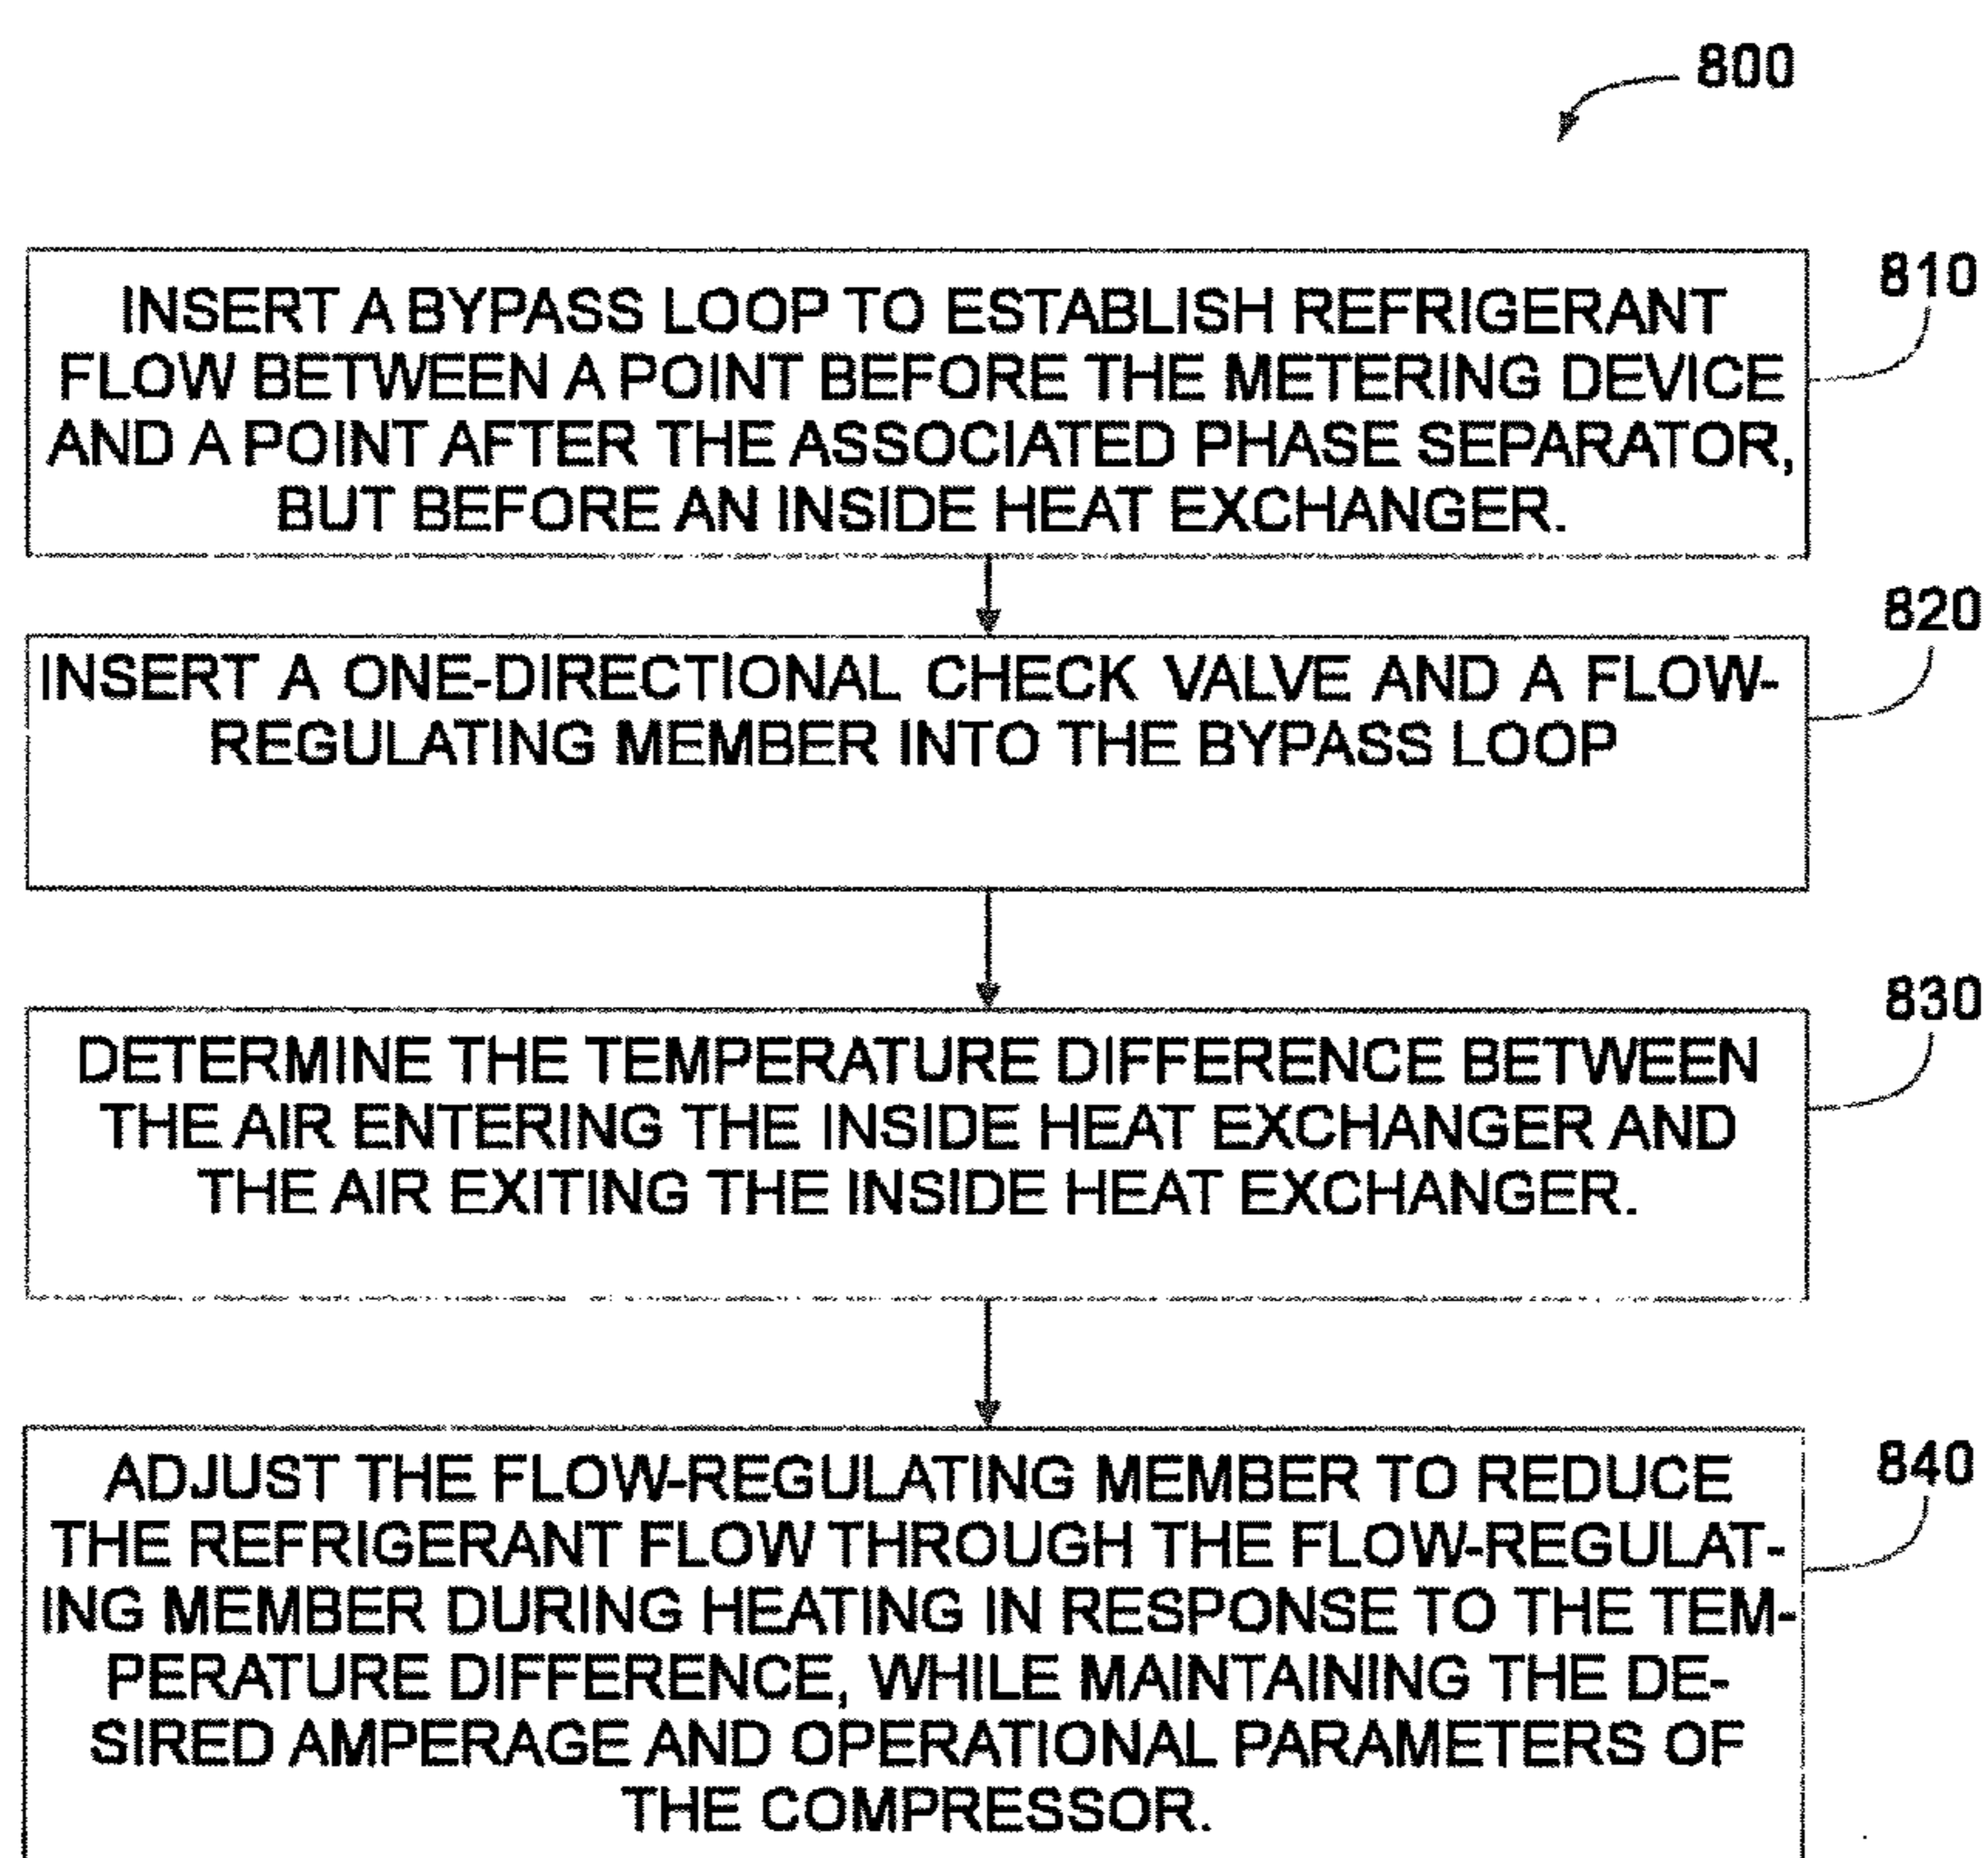 800
810
INSERT A BYPASS LOOP TO ESTABLISH REFRIGERANT
FLOW BETWEEN A POINT BEFORE THE METERING DEVICE
AND A POINT AFTER THE ASSOCIATED PHASE SEPARATOR,
BUT BEFORE AN INSIDE HEAT EXCHANGER.
820
INSERT A ONE-DIRECTIONAL CHECK VALVE AND A FLOW-
REGULATING MEMBER INTO THE BYPASS LOOP
830
DETERMINE THE TEMPERATURE DIFFERENCE BETWEEN
THE AIR ENTERING THE INSIDE HEAT EXCHANGER AND
THE AIR EXITING THE INSIDE HEAT EXCHANGER.
840
ADJUST THE FLOW-REGULATING MEMBER TO REDUCE
THE REFRIGERANT FLOW THROUGH THE FLOW-REGULAT-
ING MEMBER DURING HEATING IN RESPONSE TO THE TEM-
PERATURE DIFFERENCE, WHILE MAINTAINING THE DE-
SIRED AMPERAGE AND OPERATIONAL PARAMETERS OF
THE COMPRESSOR.